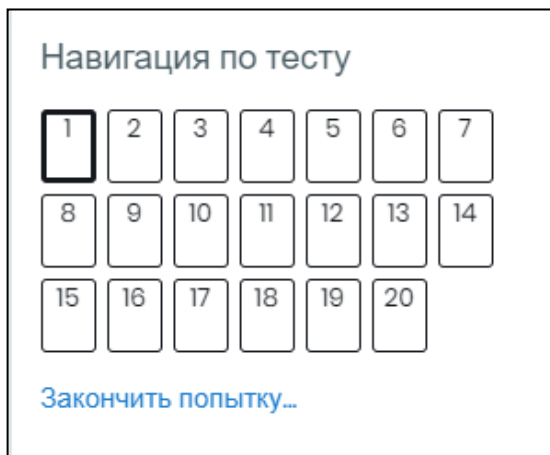 Навигация по тесту
1 2 3 4 5 6 7
8 9 10 11 12 13 14
15 16 17 18 19 20
Закончить попытку...